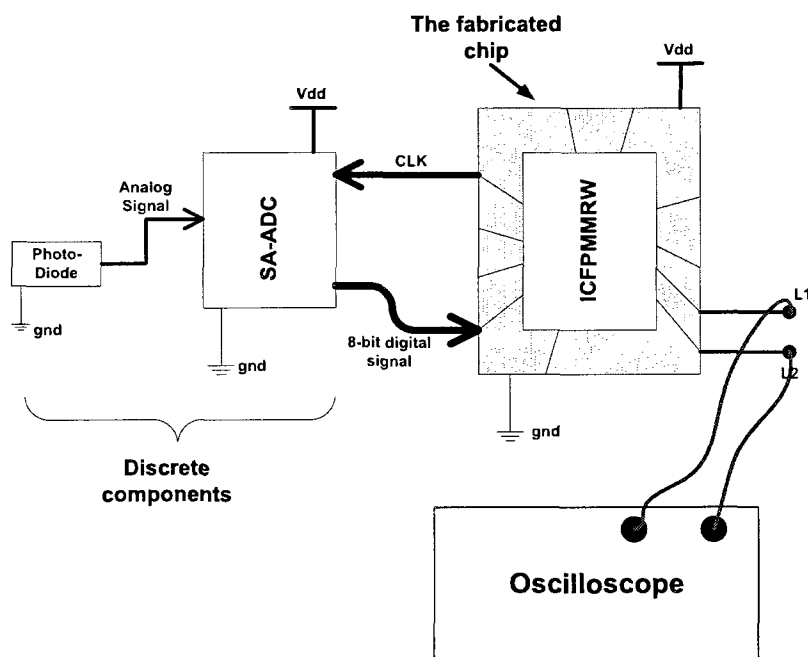 The fabricated
chip
Vdd
Vdd
CLK
Analog
Signal
SA-ADC
ICFPMMRW
Photo-
Diode
L1
gnd
8-bit digital
signal
gnd
L2
gnd
Discrete
components
Oscilloscope